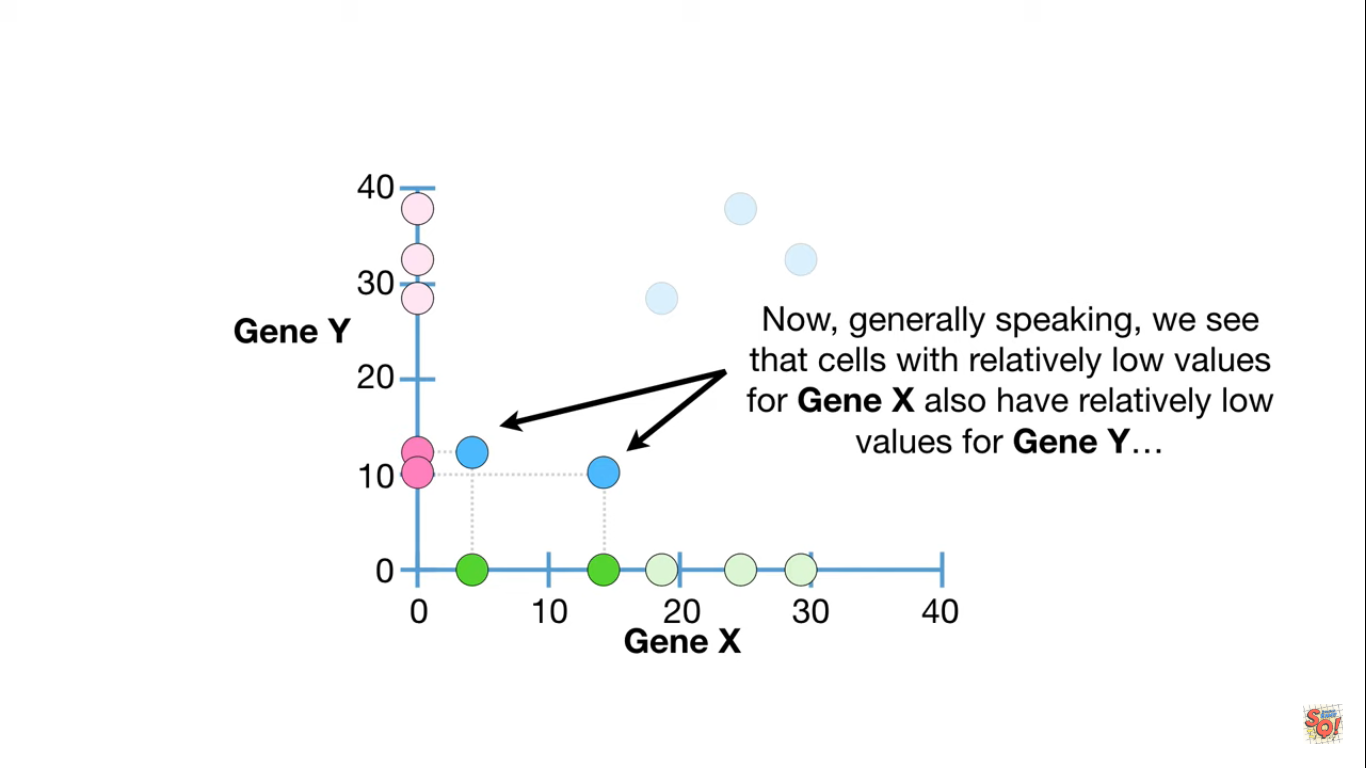 40
30
Gene Y
20
10
0
0 10 20 30 40
Gene X
Now, generally speaking, we see
that cells with relatively low values
for Gene X also have relatively low
values for Gene Y…
SQ!